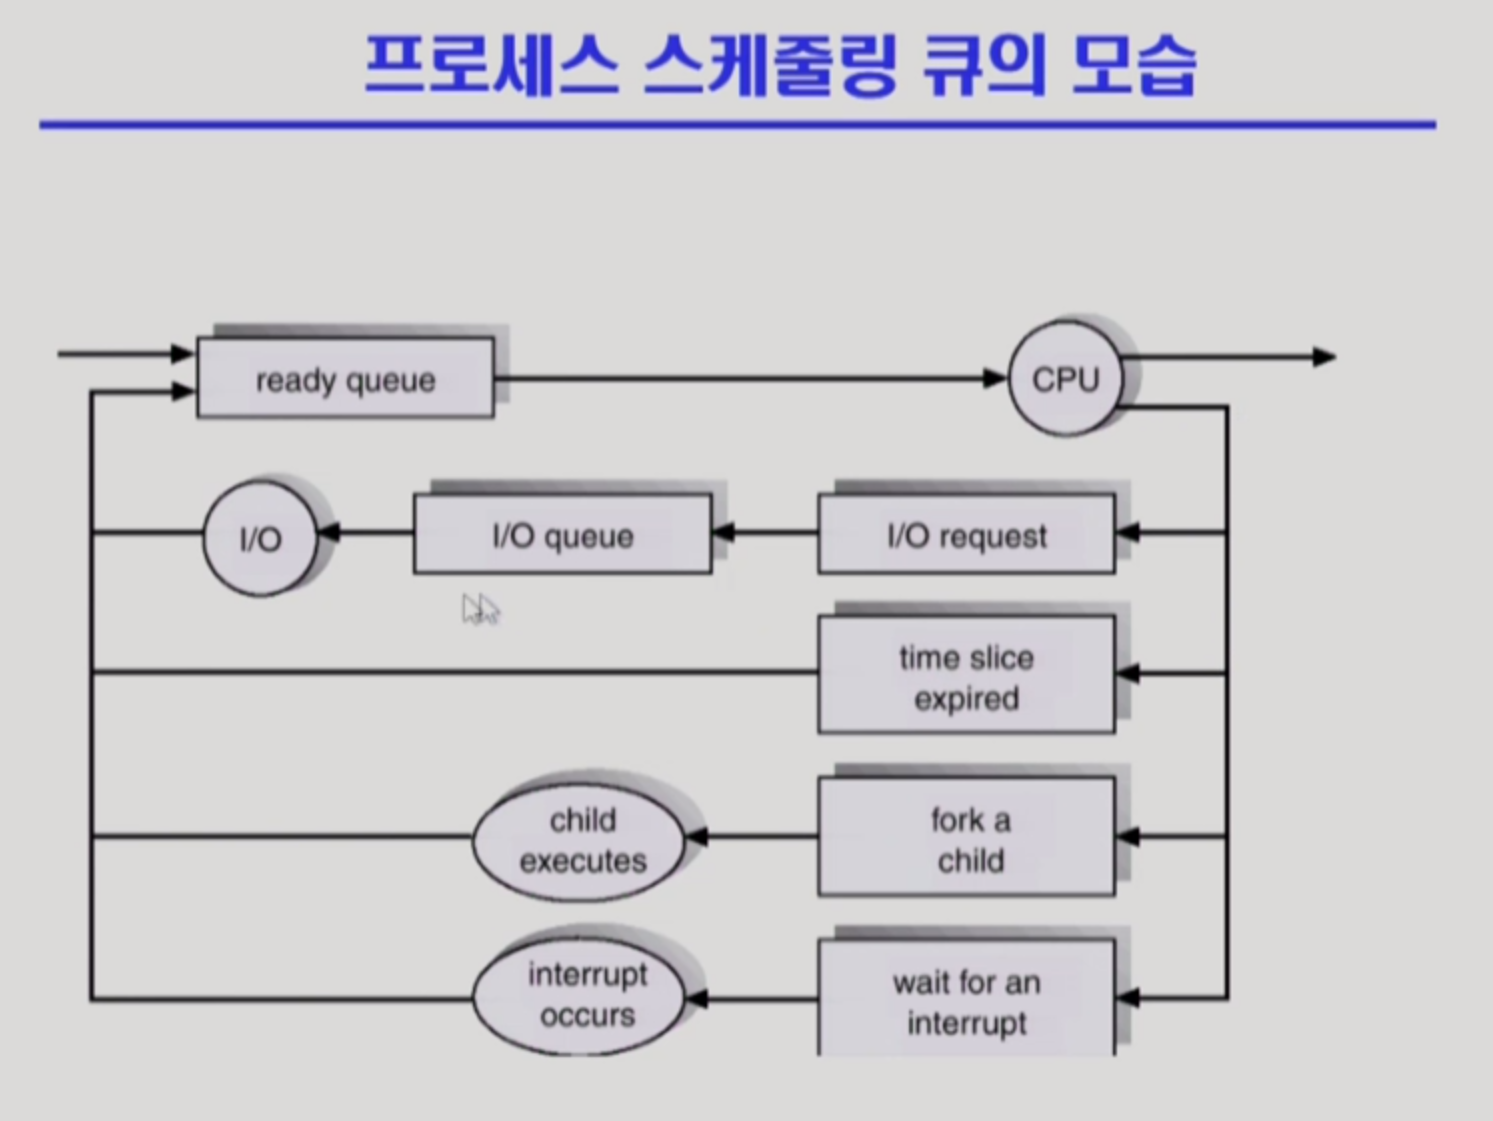 프로세스 스케줄링 큐의 모습
ready queue
CPU
I/O
I/O queue
I/O request
time slice
expired
child
executes
fork a
child
interrupt
occurs
wait for an
interrupt